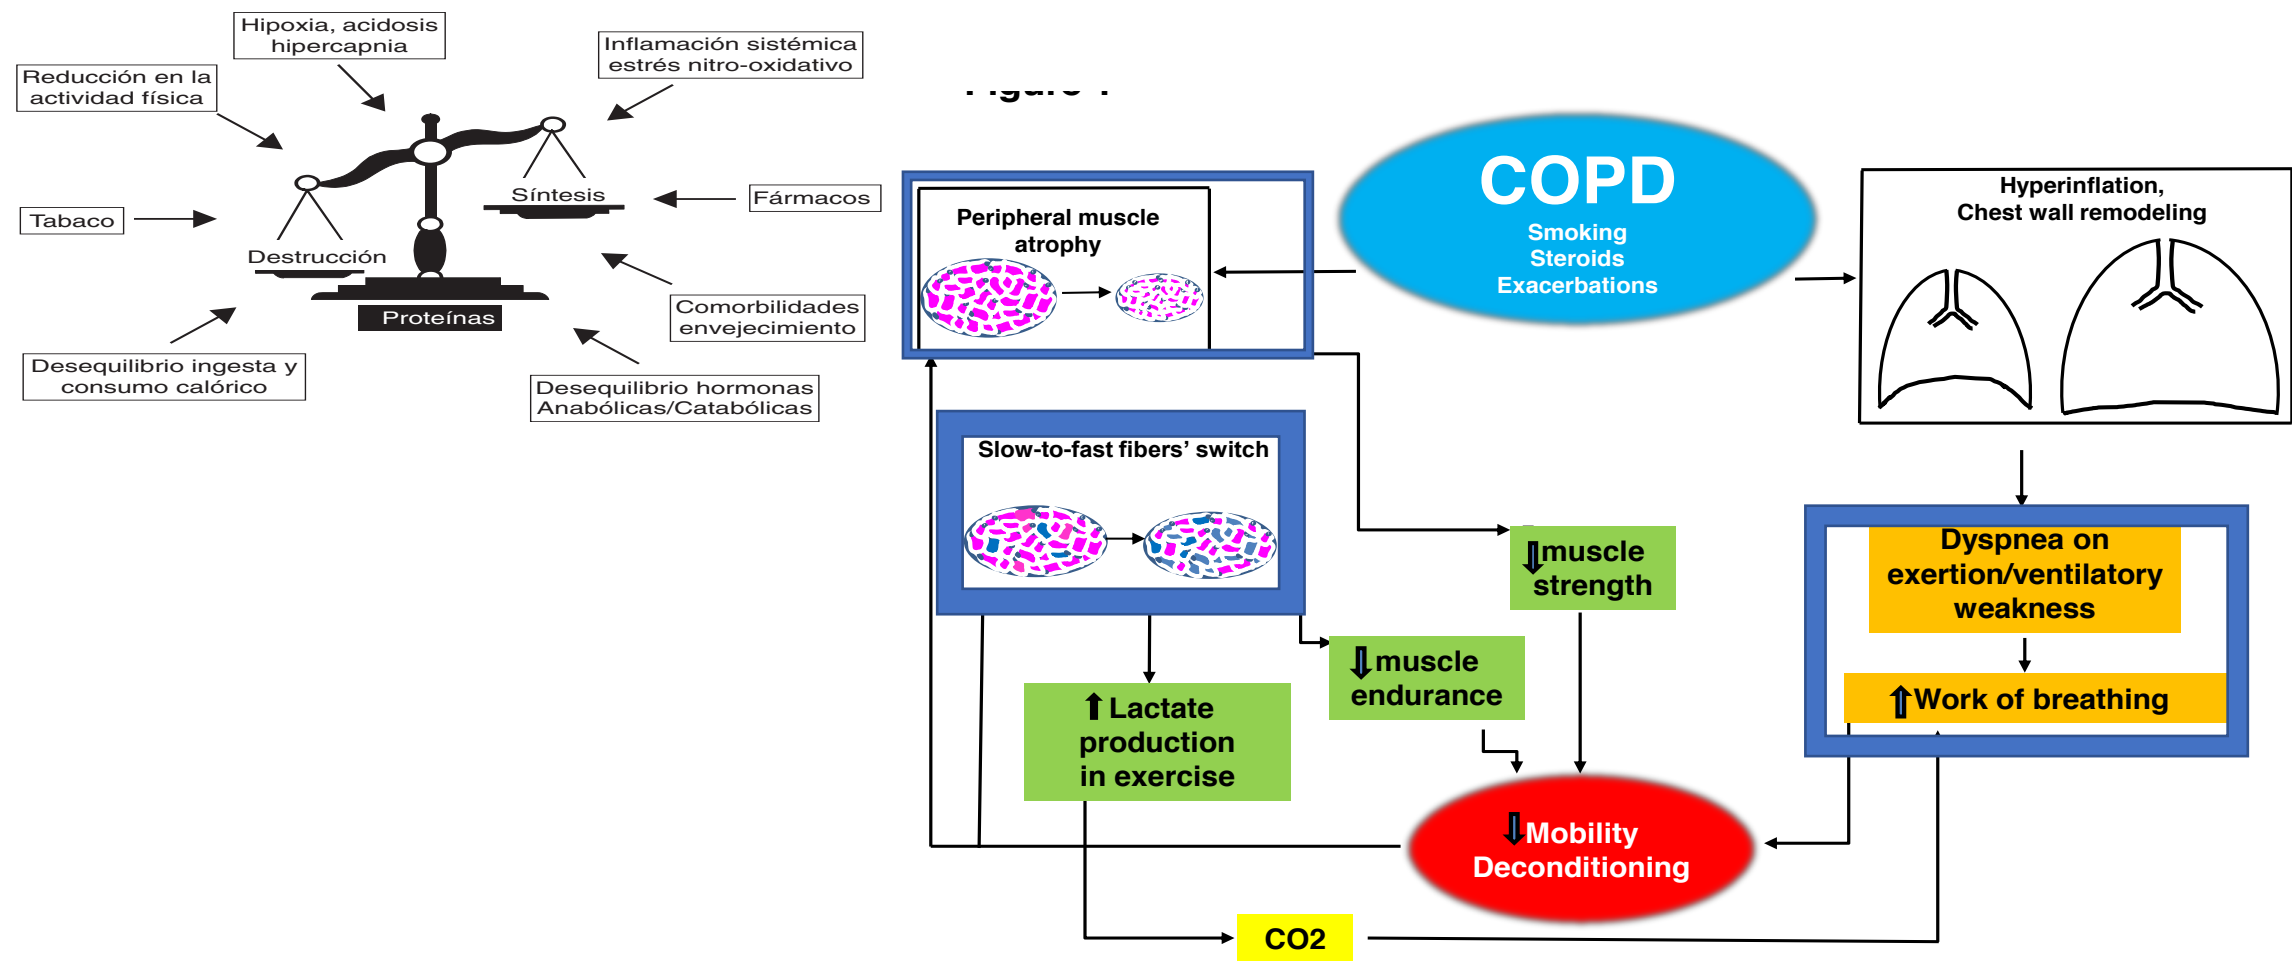 Hipoxia, acidosis
hipercapnia
Inflamación sistémica
estrés nitro-oxidativo
Reducción en la
actividad física
Síntesis
Fármacos
Tabaco
Destrucción
Proteínas
Comorbilidades
envejecimiento
Desequilibrio ingesta y
consumo calórico
Desequilibrio hormonas
Anabólicas/Catabólicas
COPD
Smoking
Steroids
Exacerbations
Peripheral muscle
atrophy
Hyperinflation,
Chest wall remodeling
Slow-to-fast fibers’ switch
muscle
strength
Dyspnea on
exertion/ventilatory
weakness
muscle
endurance
Work of breathing
Lactate
production
in exercise
Mobility
Deconditioning
CO2